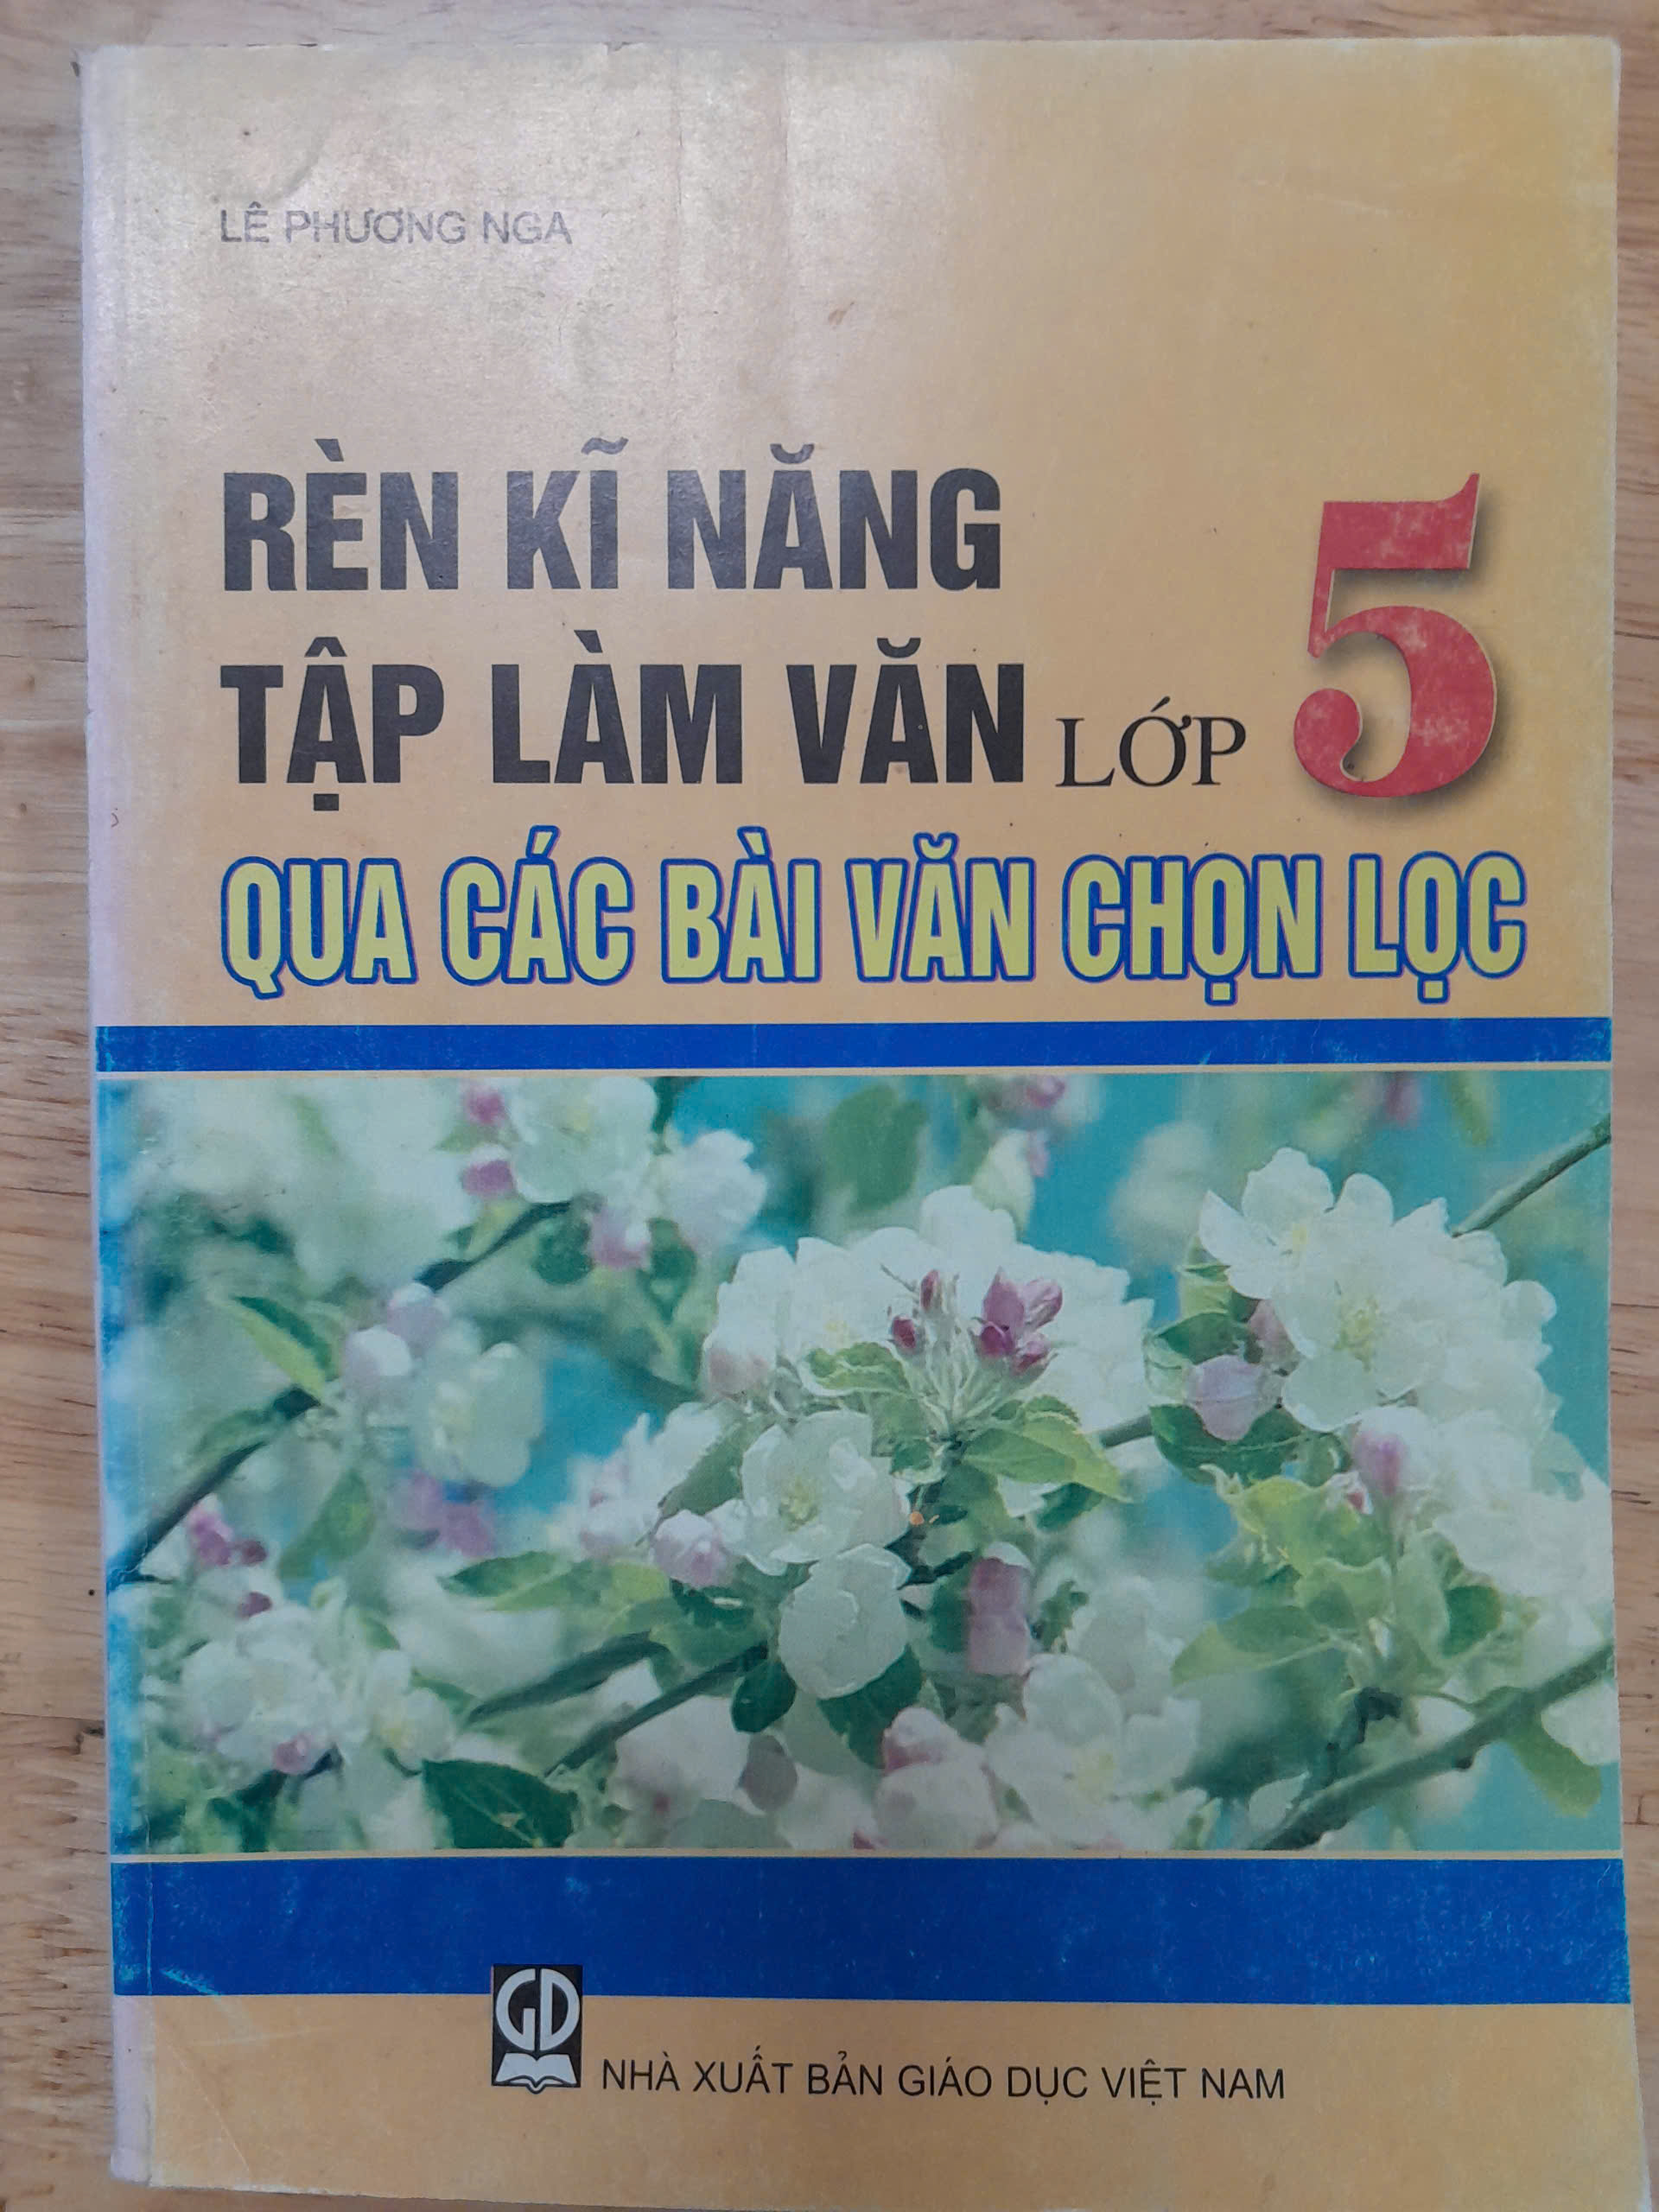 LÊ PHƯƠNG NGA
RÈN KĨ NĂNG
TẬP LÀM VĂN LỚP 5
QUA CÁC BÀI VĂN CHỌN LỌC
GD
NHÀ XUẤT BẢN GIÁO DỤC VIỆT NAM